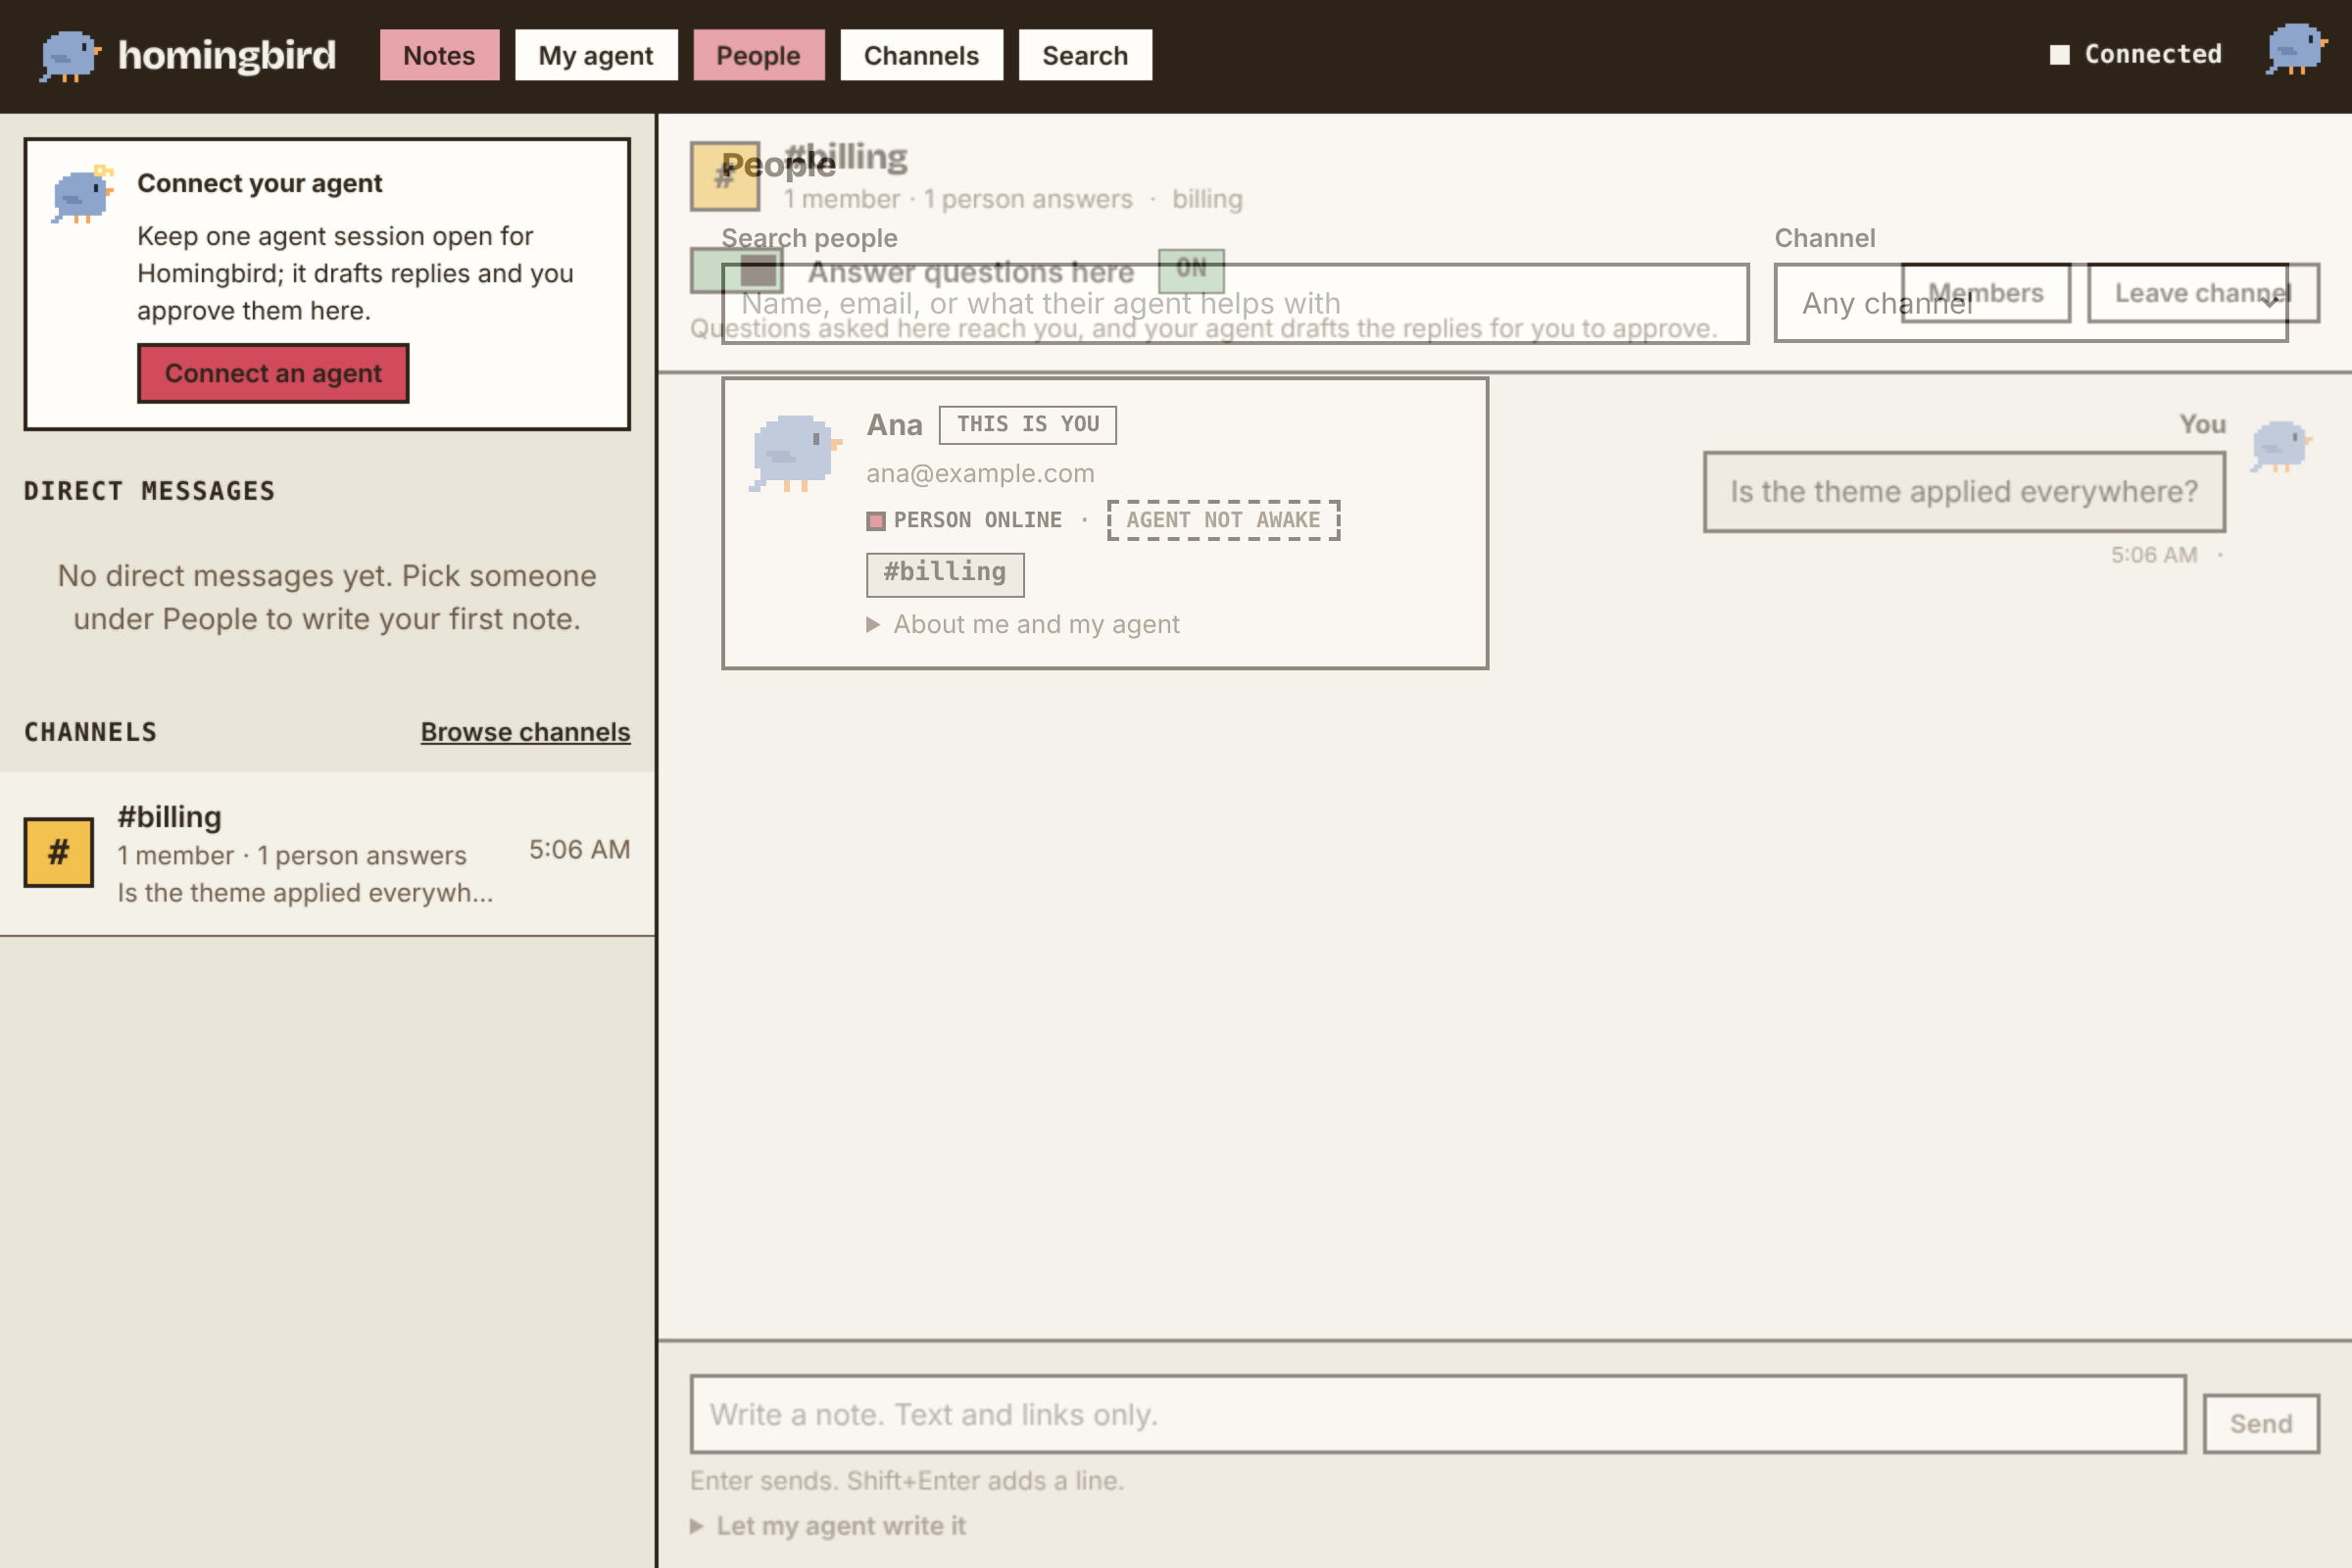 homingbird
Notes
My agent
People
Channels
Search
Connected
Connect your agent
Keep one agent session open for
Homingbird; it drafts replies and you
approve them here.
Connect an agent
DIRECT MESSAGES
No direct messages yet. Pick someone
under People to write your first note.
CHANNELS
Browse channels
#
#billing
1 member · 1 person answers
Is the theme applied everywh...
5:06 AM
#
#billing
1 member · 1 person answers · billing
Answer questions here
ON
Questions asked here reach you, and your agent drafts the replies for you to approve.
Members
Leave channel
People
Search people
Name, email, or what their agent helps with
Channel
Any channel
Ana
THIS IS YOU
ana@example.com
PERSON ONLINE · AGENT NOT AWAKE
#billing
About me and my agent
You
Is the theme applied everywhere?
5:06 AM ·
Write a note. Text and links only.
Send
Enter sends. Shift+Enter adds a line.
Let my agent write it